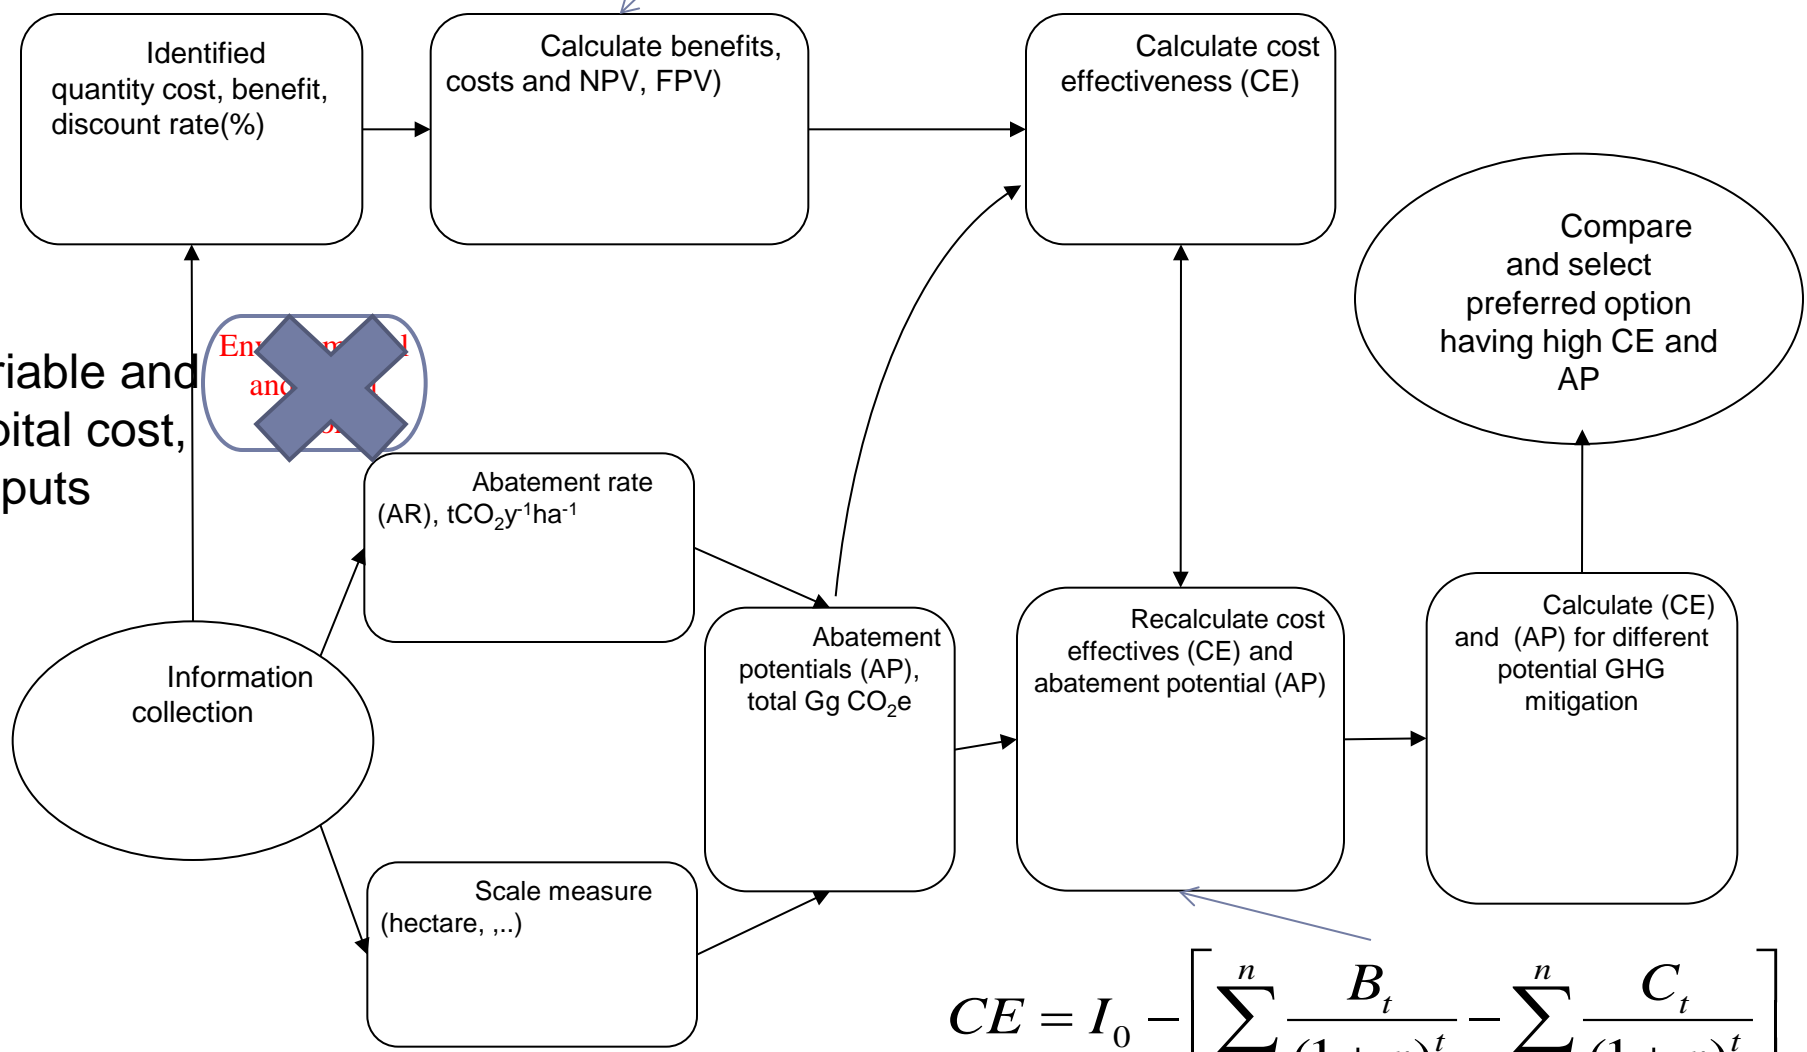 Identified
quantity cost, benefit,
discount rate(%)
Calculate benefits,
costs and NPV, FPV)
Calculate cost
effectiveness (CE)
Compare
and select
preferred option
having high CE and
AP
riable and
pital cost,
puts
and
Abatement rate
(AR), tCO₂y⁻¹ha⁻¹
Information
collection
Abatement
potentials (AP),
total Gg CO₂e
Recalculate cost
effectives (CE) and
abatement potential (AP)
Calculate (CE)
and (AP) for different
potential GHG
mitigation
Scale measure
(hectare, ,..)
CE = I₀ − [ ∑ⁿ Bₜ / (1 + )ᵗ − ∑ⁿ Cₜ / (1 + )ᵗ ]